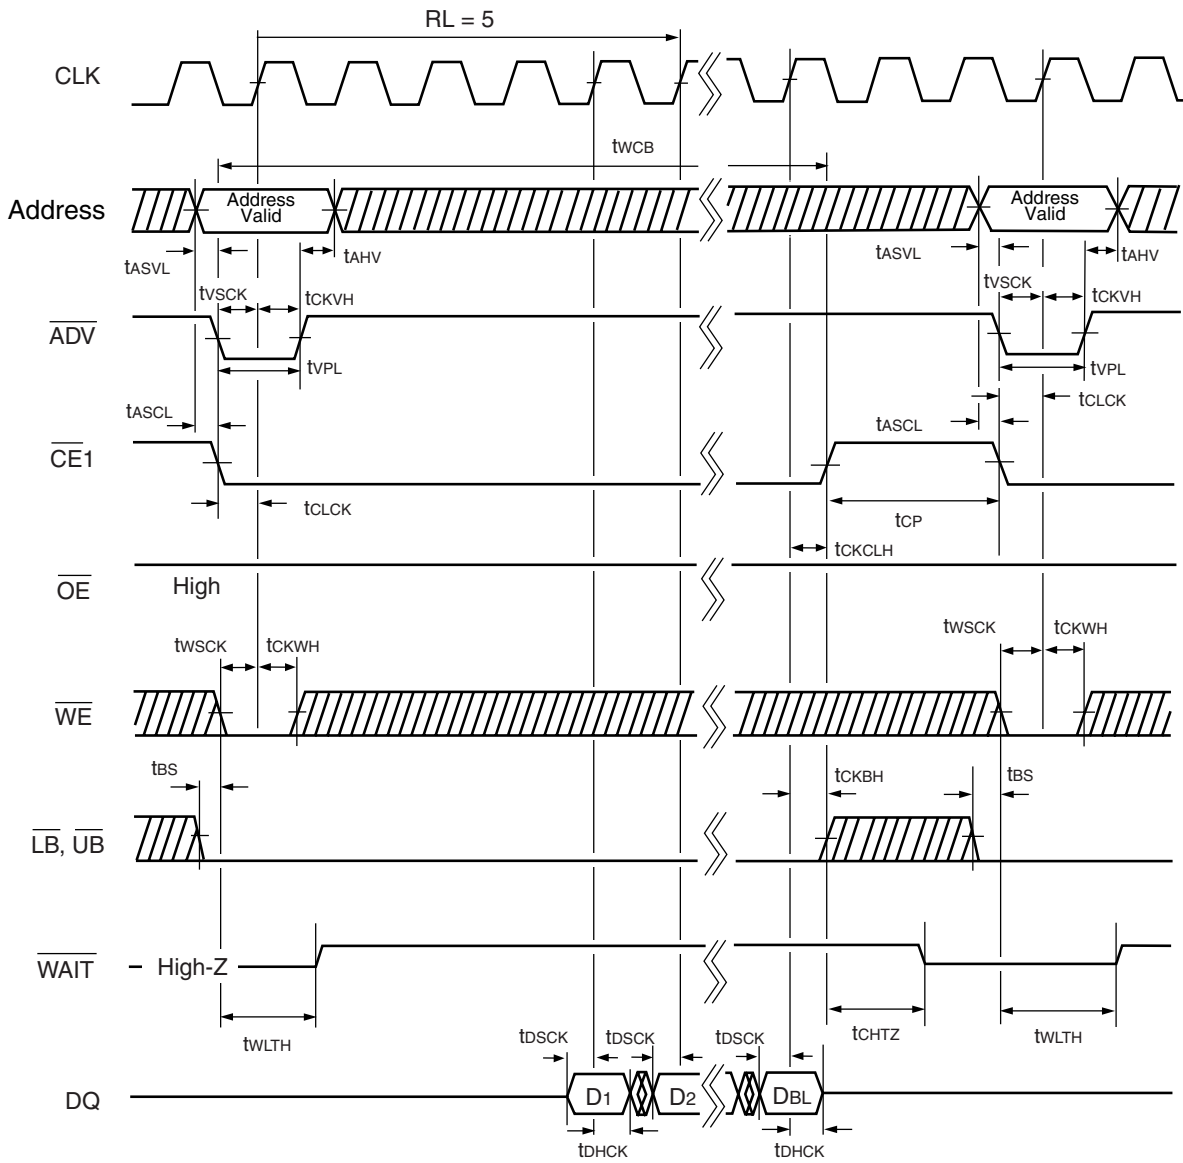 RL = 5
CLK
tWCB
Address
Address Valid
Address Valid
tASVL
tAHV
tASVL
tAHV
tVSCK
tCKVH
tVSCK
tCKVH
ADV
tVPL
tVPL
tASCL
tASCL
tCLCK
CE1
tCLCK
tCP
tCKCLH
OE
High
tWSCK
tCKWH
tWSCK
tCKWH
WE
tBS
tCKBH
tBS
LB, UB
WAIT
High-Z
tWLTH
tCHTZ
tWLTH
tDSCK
tDSCK
tDSCK
DQ
D1
D2
DBL
tDHCK
tDHCK